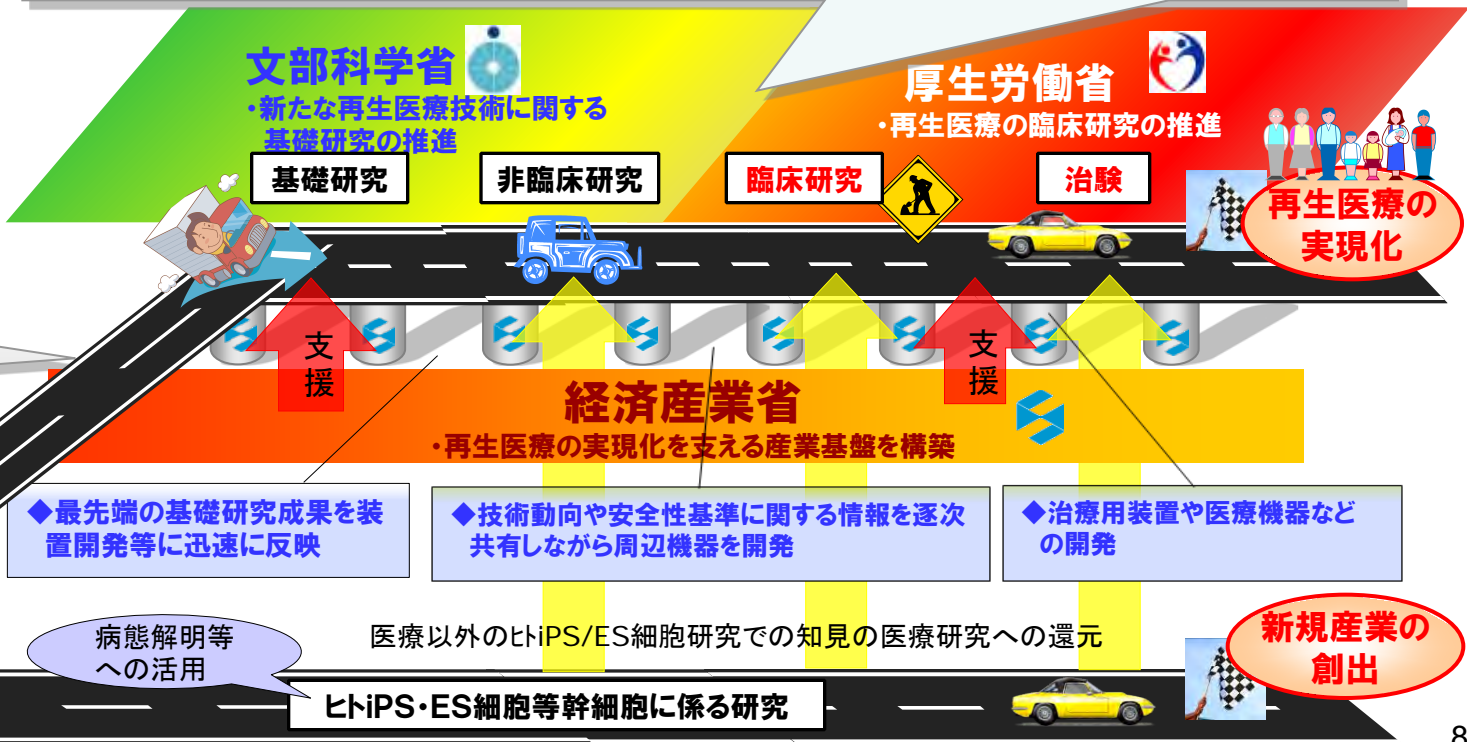 文部科学省
・新たな再生医療技術に関する
基礎研究の推進
厚生労働省
・再生医療の臨床研究の推進
基礎研究
非臨床研究
臨床研究
治験
再生医療の
実現化
支
援
支
援
経済産業省
・再生医療の実現化を支える産業基盤を構築
◆最先端の基礎研究成果を装
置開発等に迅速に反映
◆技術動向や安全性基準に関する情報を逐次
共有しながら周辺機器を開発
◆治療用装置や医療機器など
の開発
病態解明等
への活用
医療以外のﾋﾄiPS/ES細胞研究での知見の医療研究への還元
新規産業の
創出
ﾋﾄiPS・ES細胞等幹細胞に係る研究
8